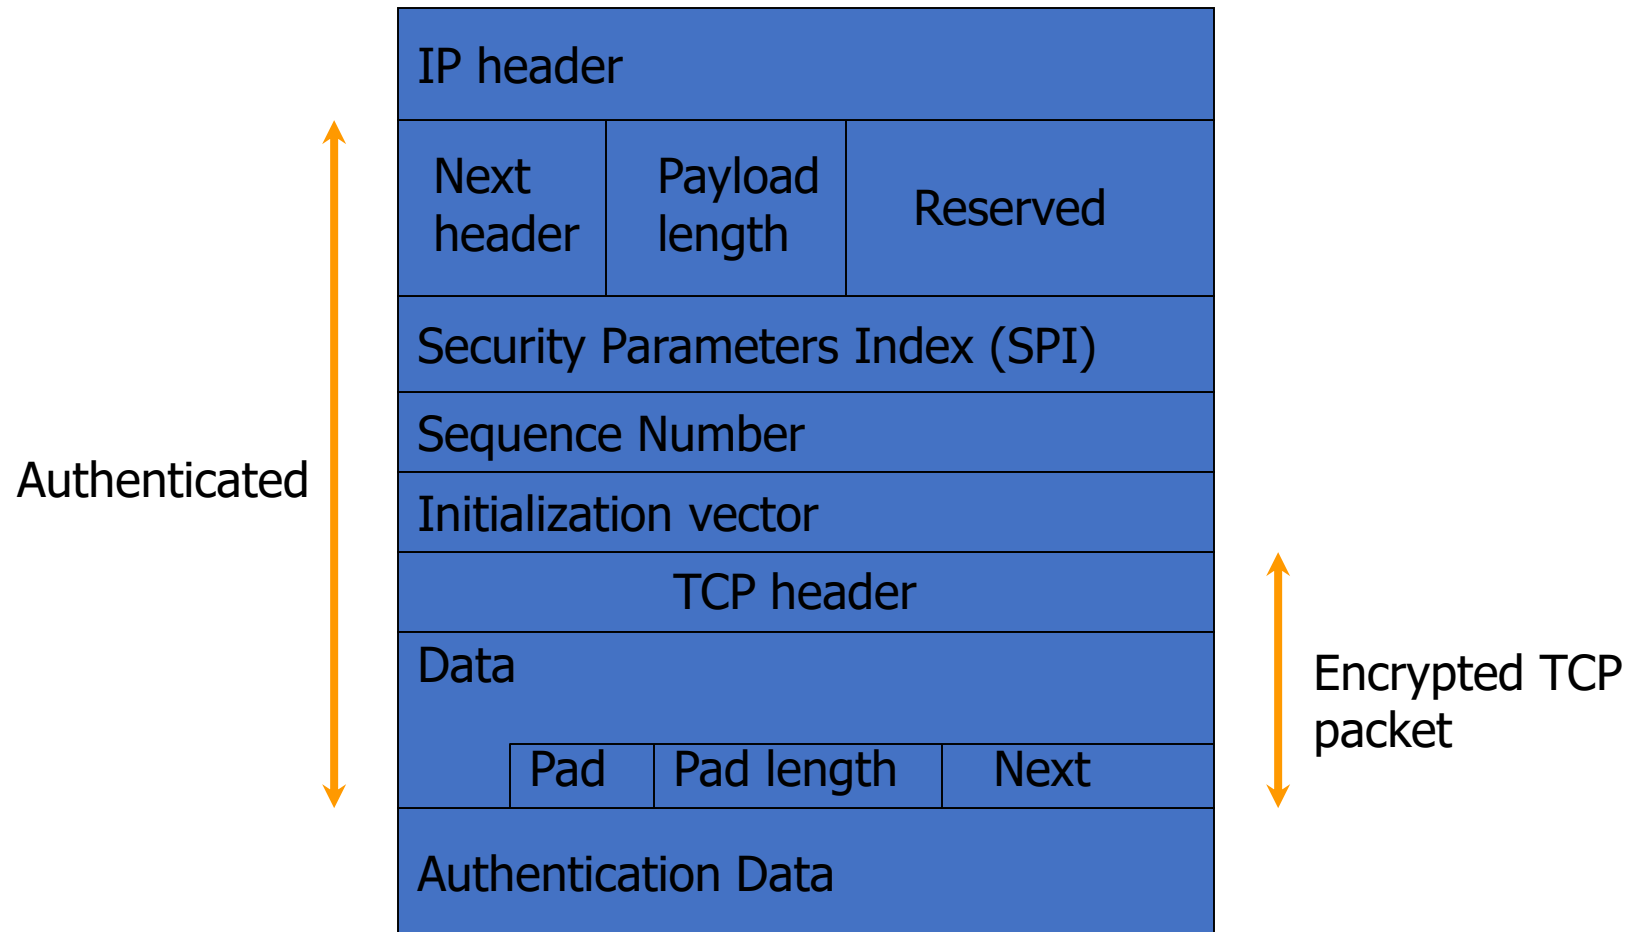 IP header
Next
header
Payload
length
Reserved
Security Parameters Index (SPI)
Sequence Number
Authenticated
Initialization vector
TCP header
Data
Encrypted TCP
packet
Pad
Pad length
Next
Authentication Data